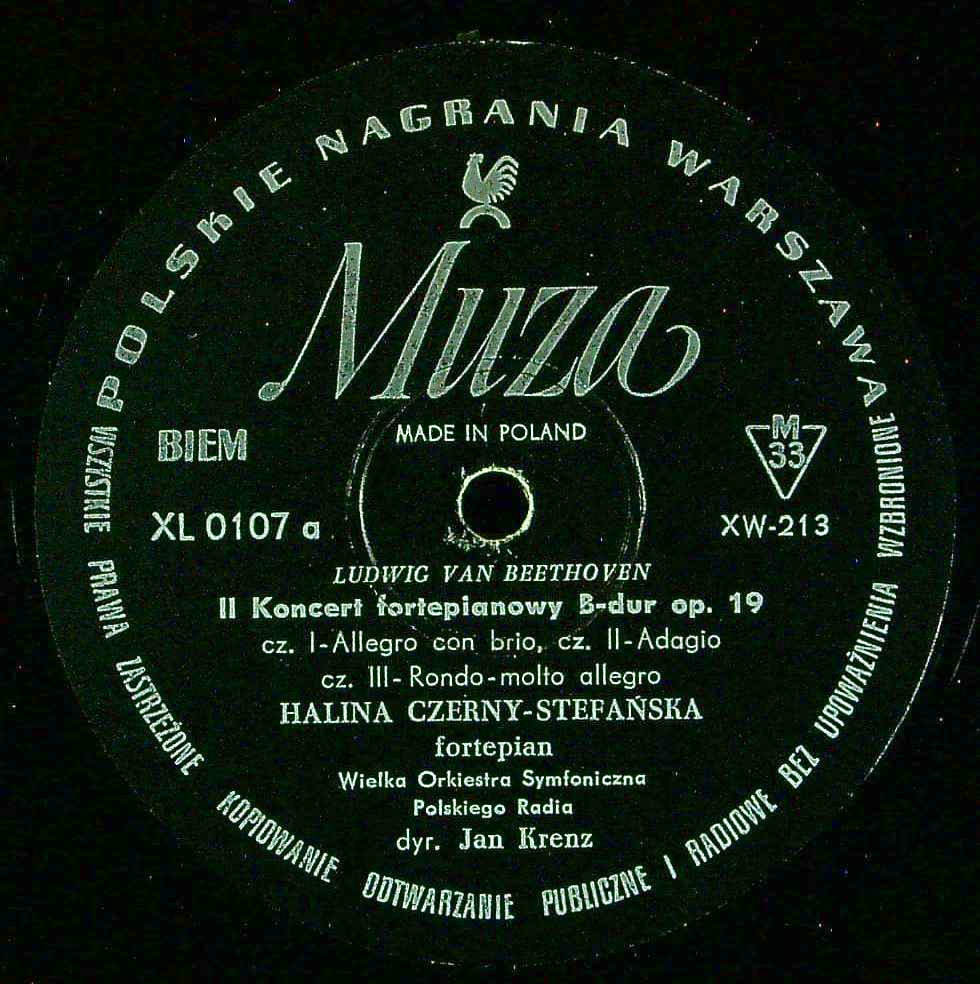 POLSKIE NAGRANIA WARSZAWA
Muza
MADE IN POLAND
BIEM
M
33
XL 0107 a
XW-213
LUDWIG VAN BEETHOVEN
II Koncert fortepianowy B-dur op. 19
cz. I-Allegro con brio, cz. II-Adagio
cz. III-Rondo-molto allegro
HALINA CZERNY-STEFAŃSKA
fortepian
Wielka Orkiestra Symfoniczna
Polskiego Radia
dyr. Jan Krenz
WSZYSTKIE PRAWA ZASTRZEŻONE KOPIOWANIE ODTWARZANIE PUBLICZNE I RADIOWE BEZ UPOWAŻNIENIA WZBRONIONE